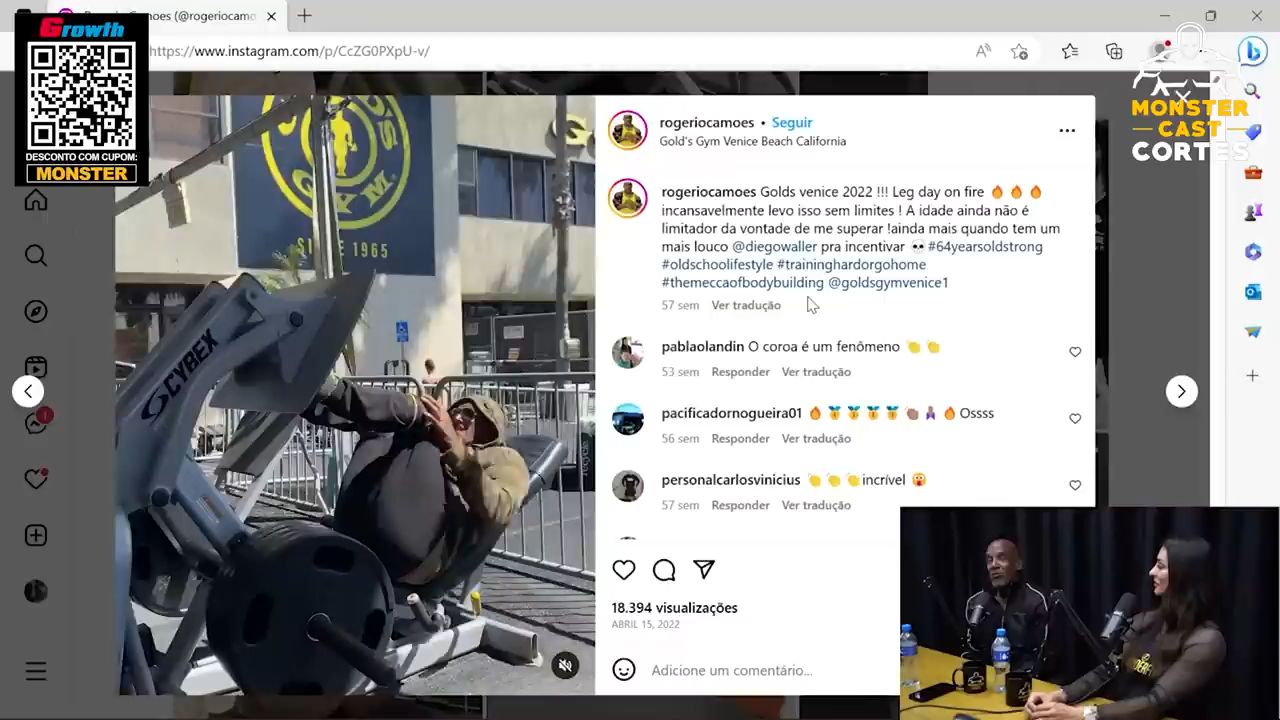 Growth
DESCONTO COM CUPOM:
MONSTER
https://www.instagram.com/p/CcZG0PXpU-v/
MONSTER
CAST
CORTES
GOLD'S GYM
SINCE 1965
CYBEX
rogeriocamoes • Seguir
Gold's Gym Venice Beach California
rogeriocamoes Golds venice 2022 !!! Leg day on fire 🔥 🔥 🔥
incansavelmente levo isso sem limites ! A idade ainda não é
limitador da vontade de me superar !ainda mais quando tem um
mais louco @diegowaller pra incentivar 💀 #64yearsoldstrong
#oldschoolifestyle #traininghardorgohome
#themeccaofbodybuilding @goldsgymvenice1
57 sem Ver tradução
pablaolandin O coroa é um fenômeno 👏 👏
53 sem Responder Ver tradução
pacificadornogueira01 🔥 🏅 🏅 🏅 🏅 👏🏽 🙏🏽 🔥 Ossss
56 sem Responder Ver tradução
personalcarlosvinicius 👏 👏 👏 incrível 😱
57 sem Responder Ver tradução
18.394 visualizações
ABRIL 15, 2022
Adicione um comentário...